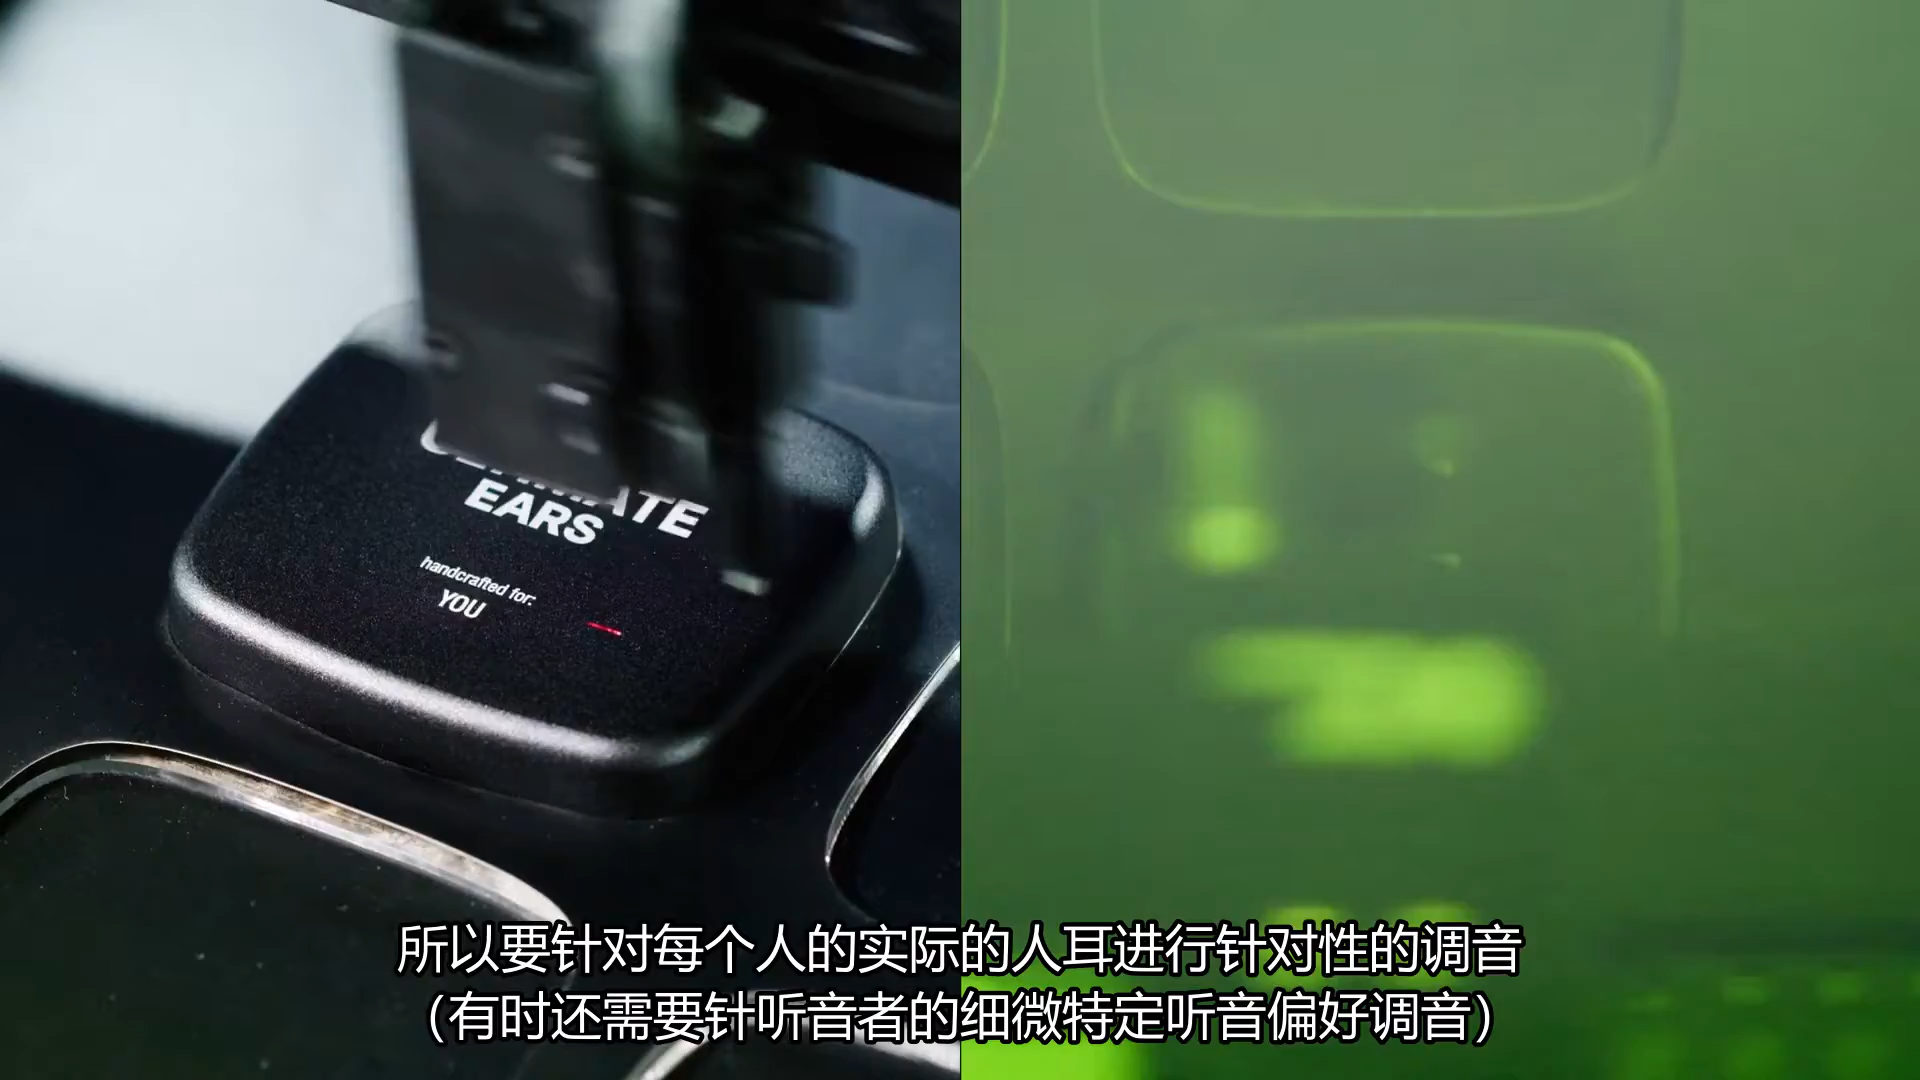 ULTIMATE
EARS
handcrafted for:
YOU
所以要针对每个人的实际的人耳进行针对性的调音
（有时还需要针听音者的细微特定听音偏好调音）